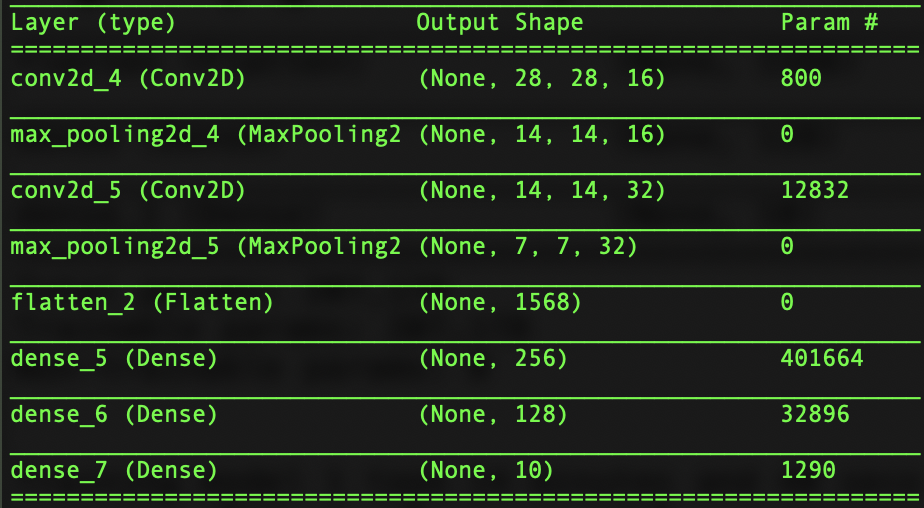 Layer (type) Output Shape Param #
=================================================================
conv2d_4 (Conv2D) (None, 28, 28, 16) 800
max_pooling2d_4 (MaxPooling2 (None, 14, 14, 16) 0
conv2d_5 (Conv2D) (None, 14, 14, 32) 12832
max_pooling2d_5 (MaxPooling2 (None, 7, 7, 32) 0
flatten_2 (Flatten) (None, 1568) 0
dense_5 (Dense) (None, 256) 401664
dense_6 (Dense) (None, 128) 32896
dense_7 (Dense) (None, 10) 1290
=================================================================